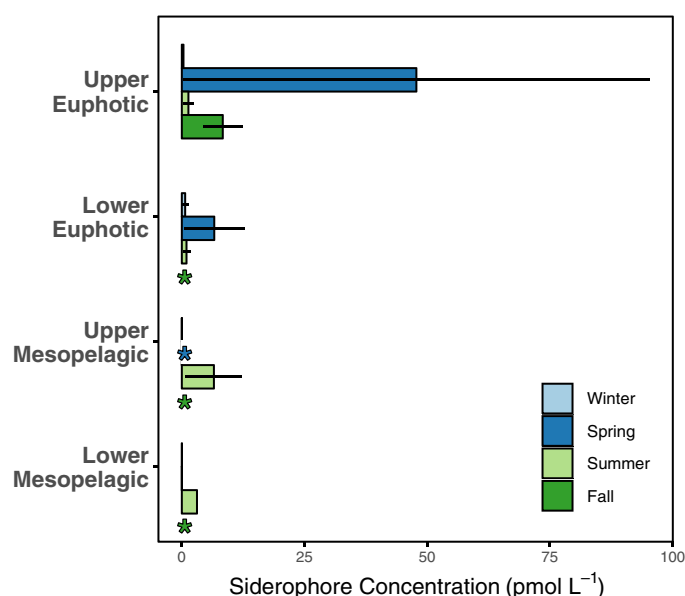 Upper
Euphotic
Lower
Euphotic
Upper
Mesopelagic
Lower
Mesopelagic
Winter
Spring
Summer
Fall
0 25 50 75 100
Siderophore Concentration (pmol L⁻¹)